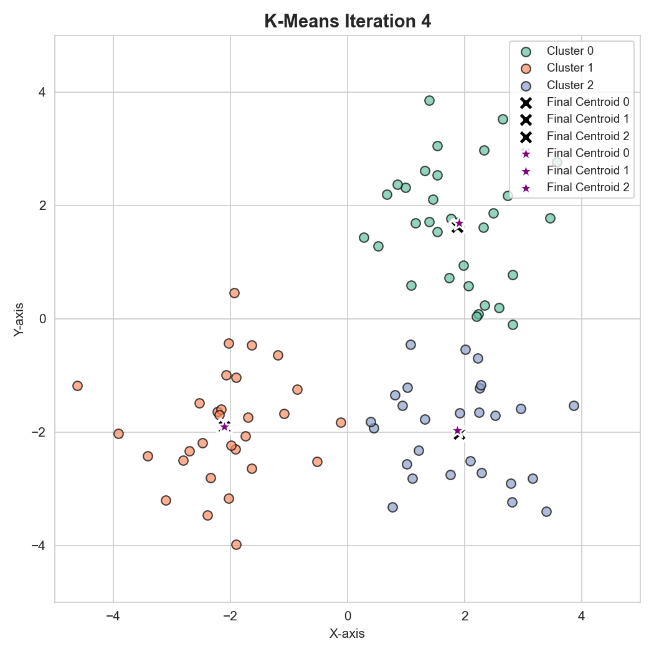 K-Means Iteration 4
Cluster 0
Cluster 1
Cluster 2
Final Centroid 0
Final Centroid 1
Final Centroid 2
Final Centroid 0
Final Centroid 1
Final Centroid 2
4
2
0
−2
−4
Y-axis
−4
−2
0
2
4
X-axis